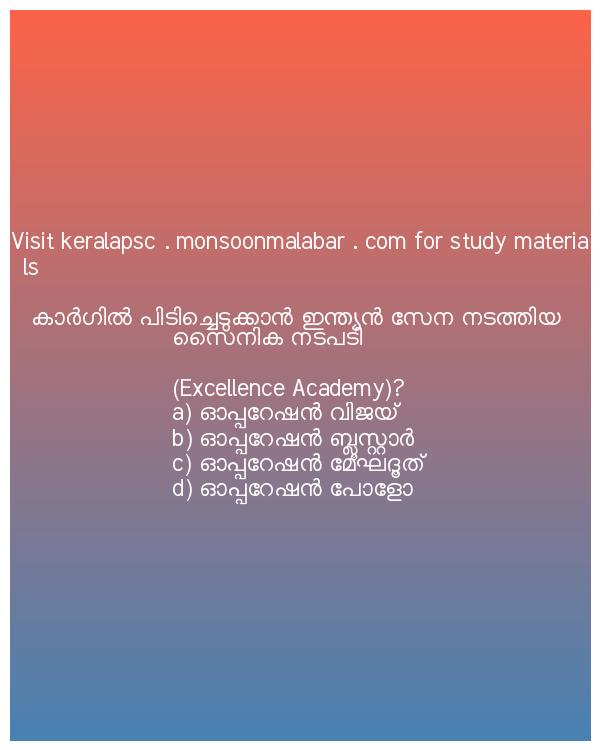 Visit keralapsc . monsoonmalabar . com for study materia
ls
കാർഗിൽ പിടിച്ചെടുക്കാൻ ഇന്ത്യൻ സേന നടത്തിയ
സൈനിക നടപടി
(Excellence Academy)?
a) ഓപ്പറേഷൻ വിജയ്
b) ഓപ്പറേഷൻ ബ്ലൂസ്റ്റാർ
c) ഓപ്പറേഷൻ മേഘദൂത്
d) ഓപ്പറേഷൻ പോളോ